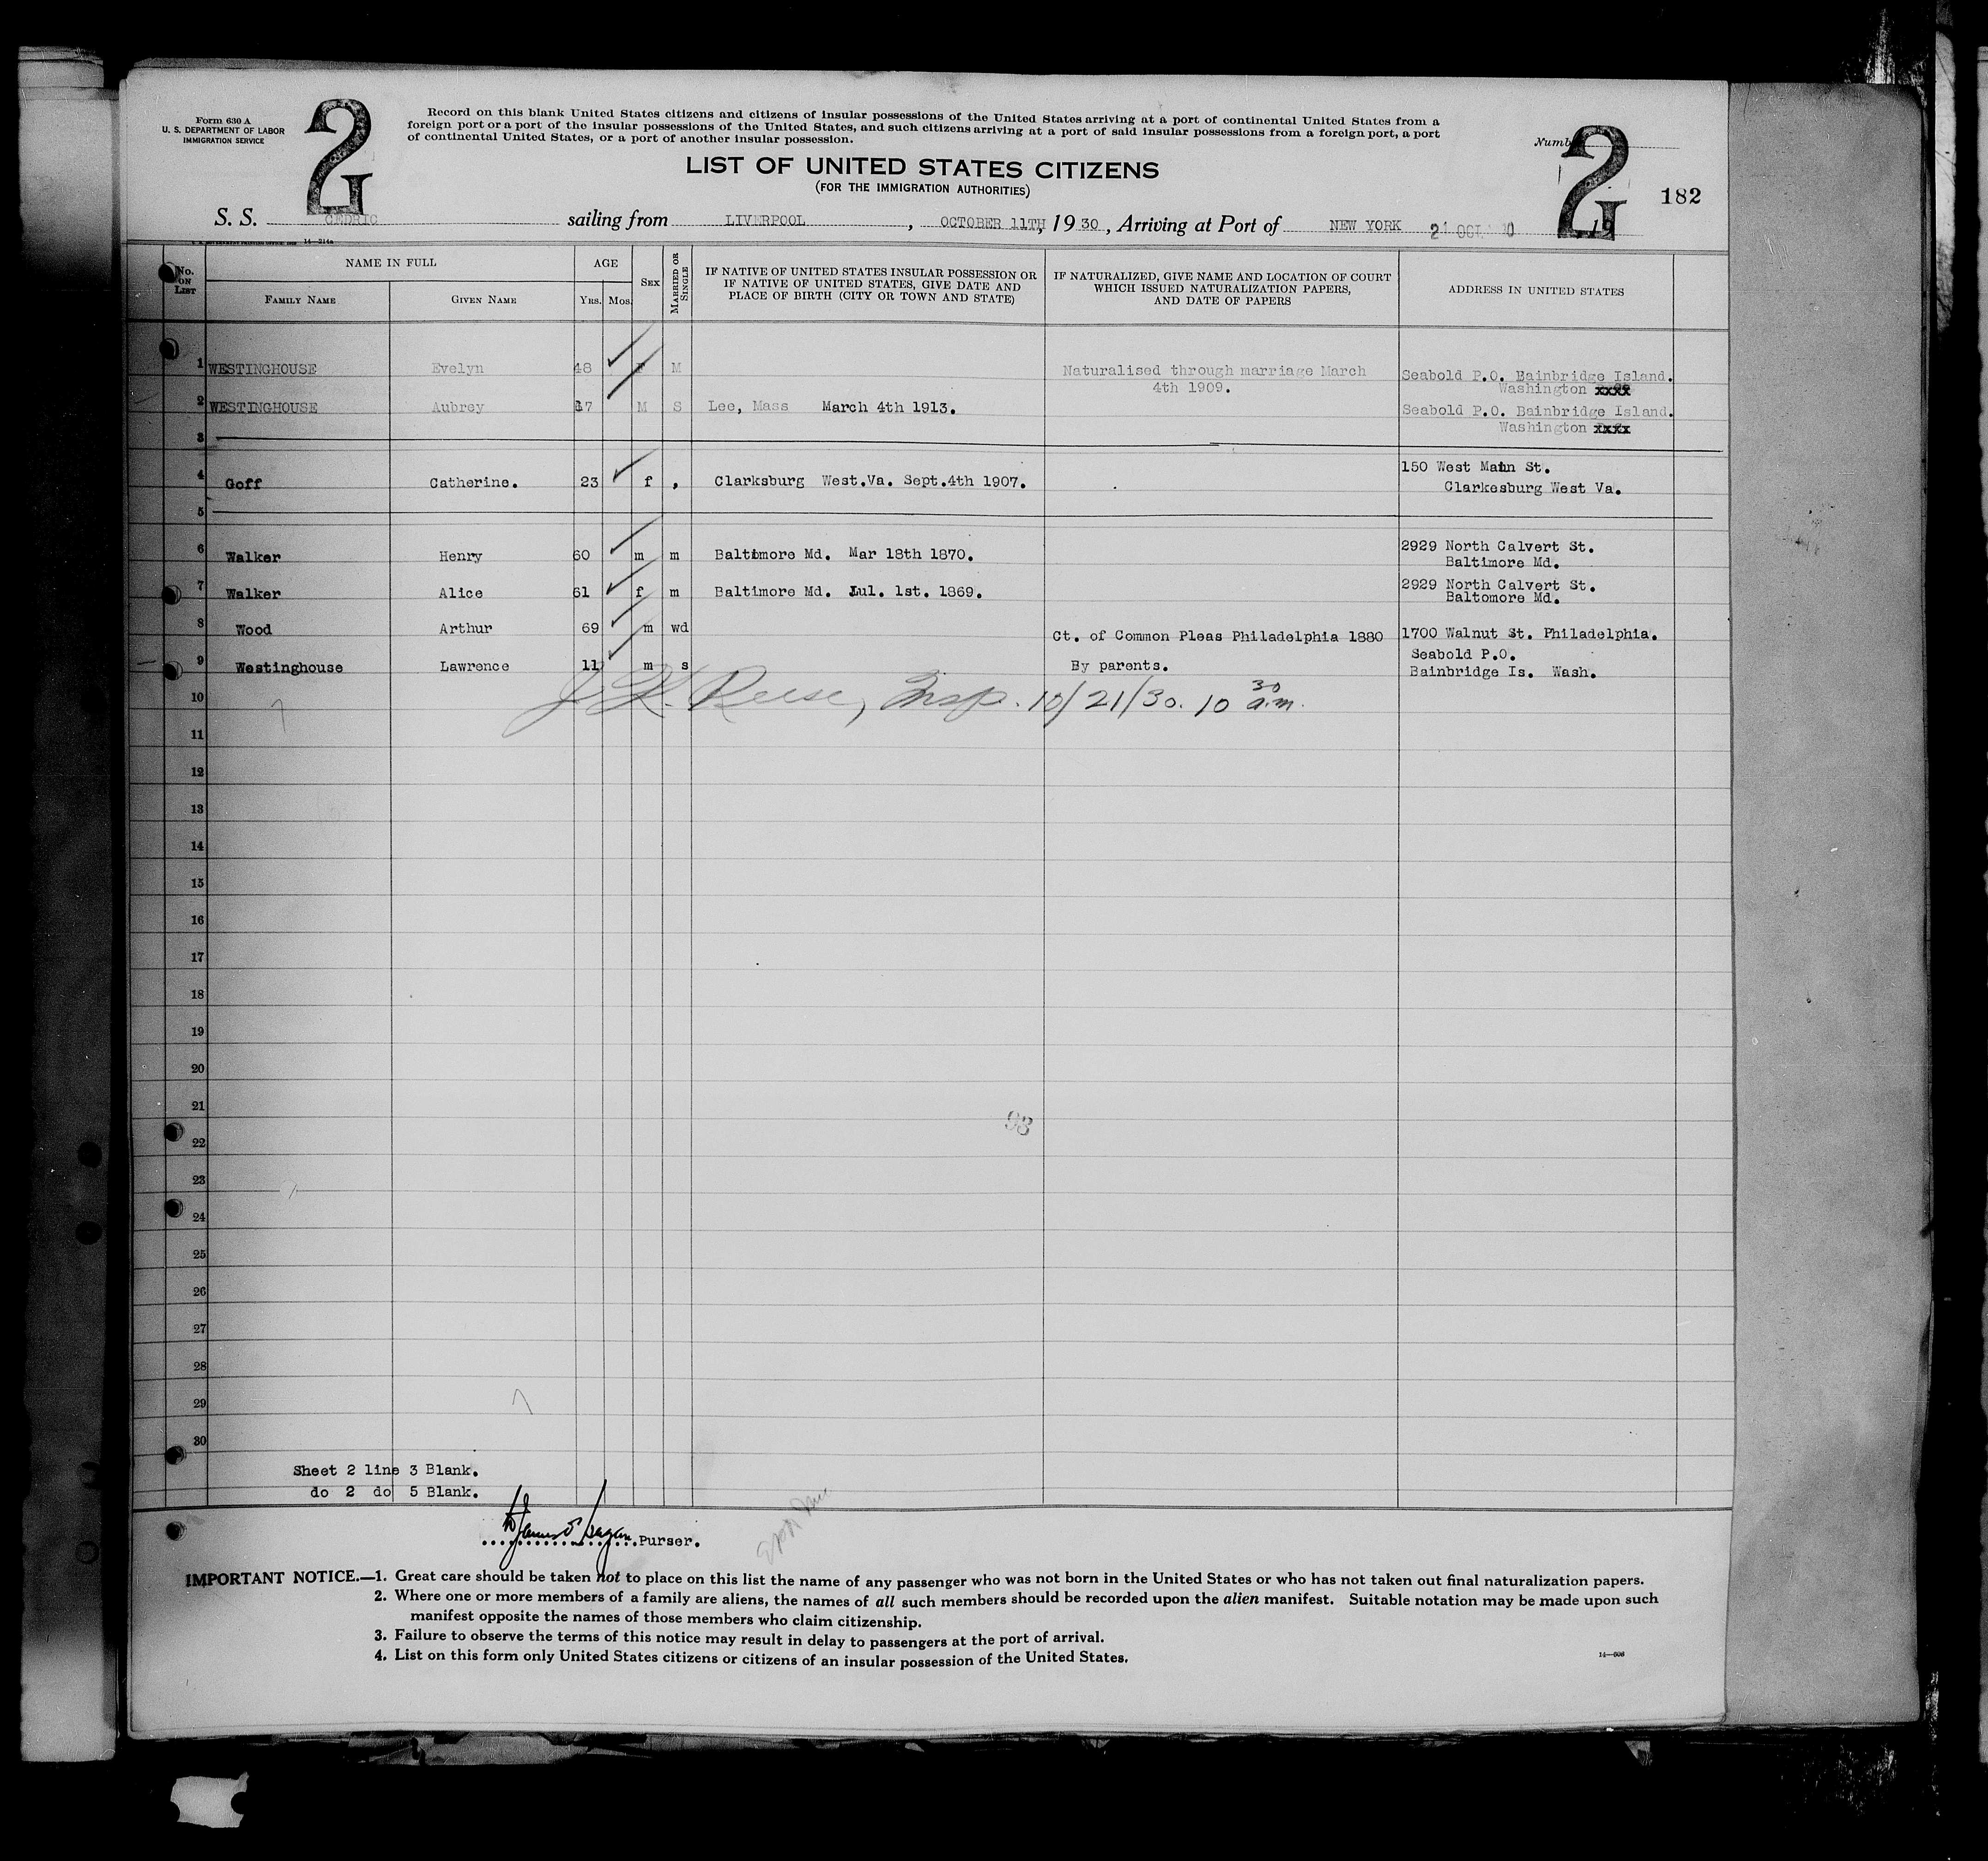 Form 630 A
U. S. DEPARTMENT OF LABOR
IMMIGRATION SERVICE
2
Record on this blank United States citizens and citizens of insular possessions of the United States arriving at a port of continental United States from a
foreign port or a port of the insular possessions of the United States, and such citizens arriving at a port of said insular possessions from a foreign port, a port
of continental United States, or a port of another insular possession.
LIST OF UNITED STATES CITIZENS
(FOR THE IMMIGRATION AUTHORITIES)
Numb
2
182
S. S. CEDRIC sailing from LIVERPOOL, OCTOBER 11TH, 1930, Arriving at Port of NEW YORK 21 OCT 19
14—214a
No. ON LIST
NAME IN FULL
FAMILY NAME
GIVEN NAME
AGE
YRS. MOS.
SEX
MARRIED OR SINGLE
IF NATIVE OF UNITED STATES INSULAR POSSESSION OR
IF NATIVE OF UNITED STATES, GIVE DATE AND
PLACE OF BIRTH (CITY OR TOWN AND STATE)
IF NATURALIZED, GIVE NAME AND LOCATION OF COURT
WHICH ISSUED NATURALIZATION PAPERS,
AND DATE OF PAPERS
ADDRESS IN UNITED STATES
1 WESTINGHOUSE Evelyn 48 F M Naturalised through marriage March
4th 1909.
Seabold P.O. Bainbridge Island.
Washington xxxx
2 WESTINGHOUSE Aubrey 17 M S Lee, Mass March 4th 1913.
Seabold P.O. Bainbridge Island.
Washington xxxx
3
4 Goff Catherine. 23 f , Clarksburg West.Va. Sept.4th 1907.
150 West Main St.
Clarkesburg West Va.
5
6 Walker Henry 60 m m Baltimore Md. Mar 18th 1870.
2929 North Calvert St.
Baltimore Md.
7 Walker Alice 61 f m Baltimore Md. Jul. 1st. 1869.
2929 North Calvert St.
Baltomore Md.
8 Wood Arthur 69 m wd Ct. of Common Pleas Philadelphia 1880 1700 Walnut St. Philadelphia.
9 Westinghouse Lawrence 11 m s By parents.
Seabold P.O.
Bainbridge Is. Wash.
J. K. Reese, Insp. 10/21/30. 10 30 a.m.
10
11
12
13
14
15
16
17
18
19
20
21
93
22
23
24
25
26
27
28
29
30
Sheet 2 line 3 Blank.
do 2 do 5 Blank.
Purser.
IMPORTANT NOTICE.—1. Great care should be taken not to place on this list the name of any passenger who was not born in the United States or who has not taken out final naturalization papers.
2. Where one or more members of a family are aliens, the names of all such members should be recorded upon the alien manifest. Suitable notation may be made upon such
manifest opposite the names of those members who claim citizenship.
3. Failure to observe the terms of this notice may result in delay to passengers at the port of arrival.
4. List on this form only United States citizens or citizens of an insular possession of the United States.
14—508